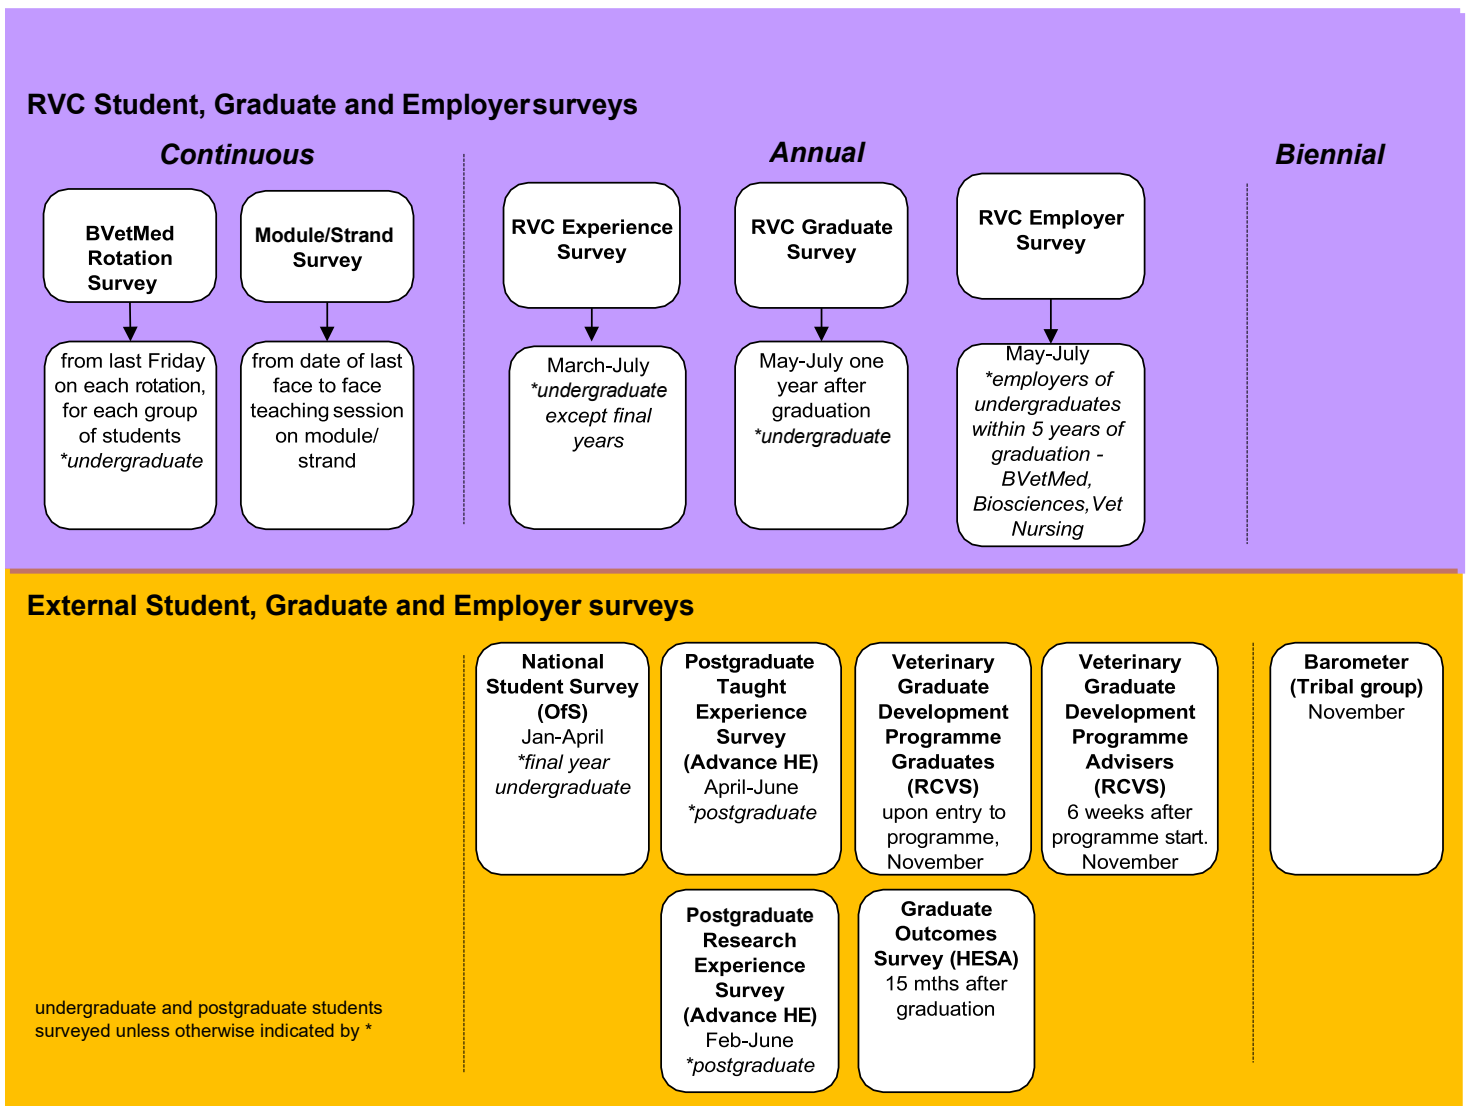 RVC Student, Graduate and Employer surveys
Continuous
Annual
Biennial
BVetMed
Rotation
Survey
Module/Strand
Survey
RVC Experience
Survey
RVC Graduate
Survey
RVC Employer
Survey
from last Friday
on each rotation,
for each group
of students
*undergraduate
from date of last
face to face
teaching session
on module/
strand
March-July
*undergraduate
except final
years
May-July one
year after
graduation
*undergraduate
May-July
*employers of
undergraduates
within 5 years of
graduation -
BVetMed,
Biosciences, Vet
Nursing
External Student, Graduate and Employer surveys
National
Student Survey
(OfS)
Jan-April
*final year
undergraduate
Postgraduate
Taught
Experience
Survey
(Advance HE)
April-June
*postgraduate
Veterinary
Graduate
Development
Programme
Graduates
(RCVS)
upon entry to
programme,
November
Veterinary
Graduate
Development
Programme
Advisers
(RCVS)
6 weeks after
programme start.
November
Barometer
(Tribal group)
November
Postgraduate
Research
Experience
Survey
(Advance HE)
Feb-June
*postgraduate
Graduate
Outcomes
Survey (HESA)
15 mths after
graduation
undergraduate and postgraduate students
surveyed unless otherwise indicated by *